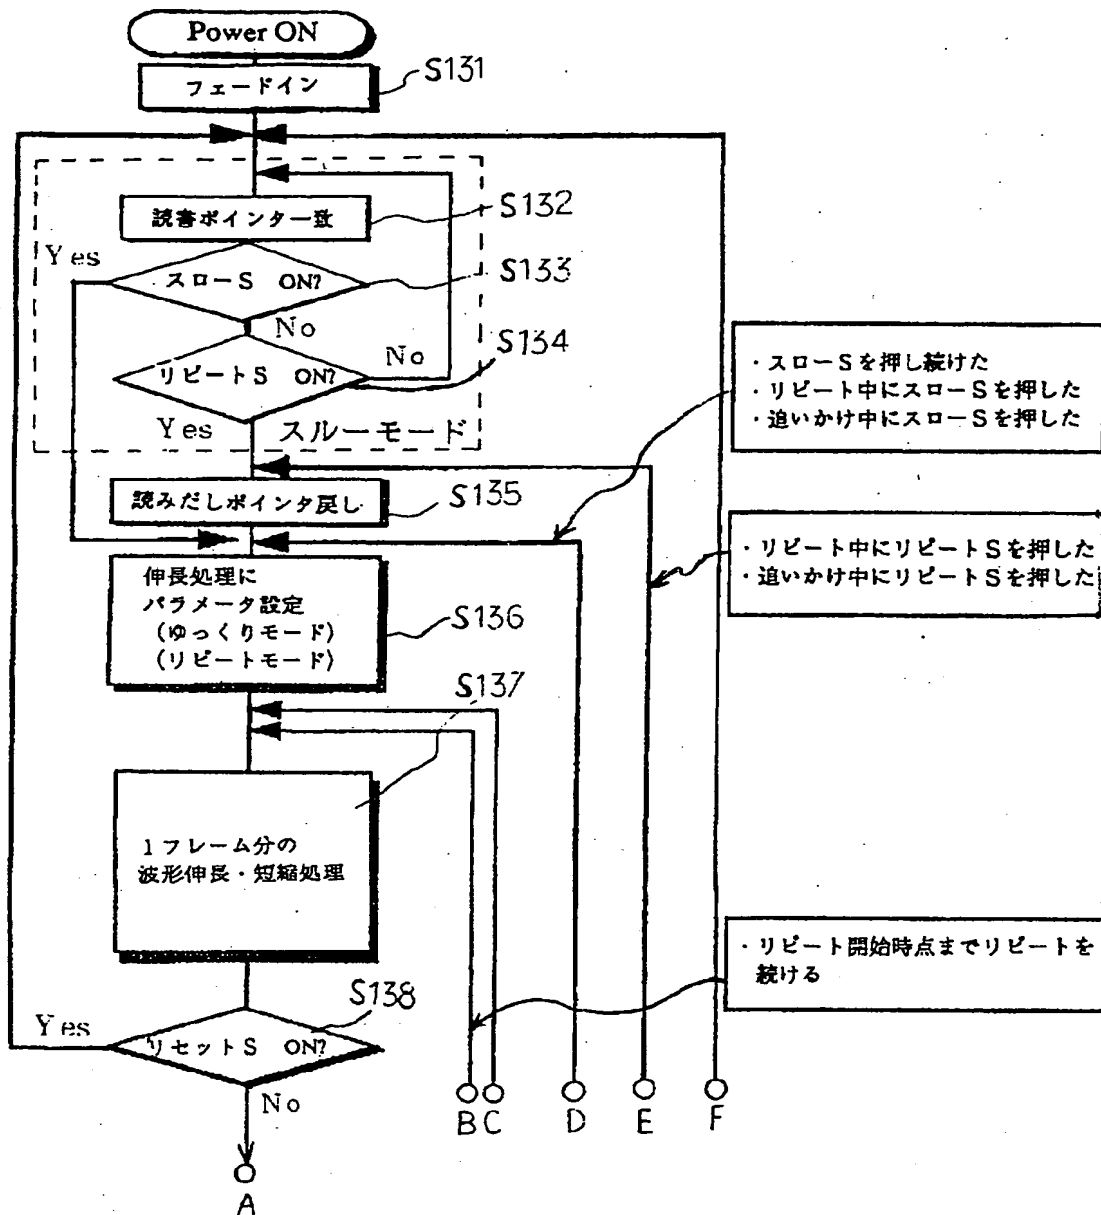 Power ON
フェードイン
S131
読書ポインタ一致
S132
Yes
スローS ON?
S133
No
リピートS ON?
No
S134
Yes
スルーモード
・スローSを押し続けた
・リピート中にスローSを押した
・追いかけ中にスローSを押した
読みだしポインタ戻し
S135
・リピート中にリピートSを押した
・追いかけ中にリピートSを押した
伸長処理に
パラメータ設定
(ゆっくりモード)
(リピートモード)
S136
S137
1フレーム分の
波形伸長・短縮処理
・リピート開始時点までリピートを
続ける
S138
Yes
リセットS ON?
No
A
B
C
D
E
F